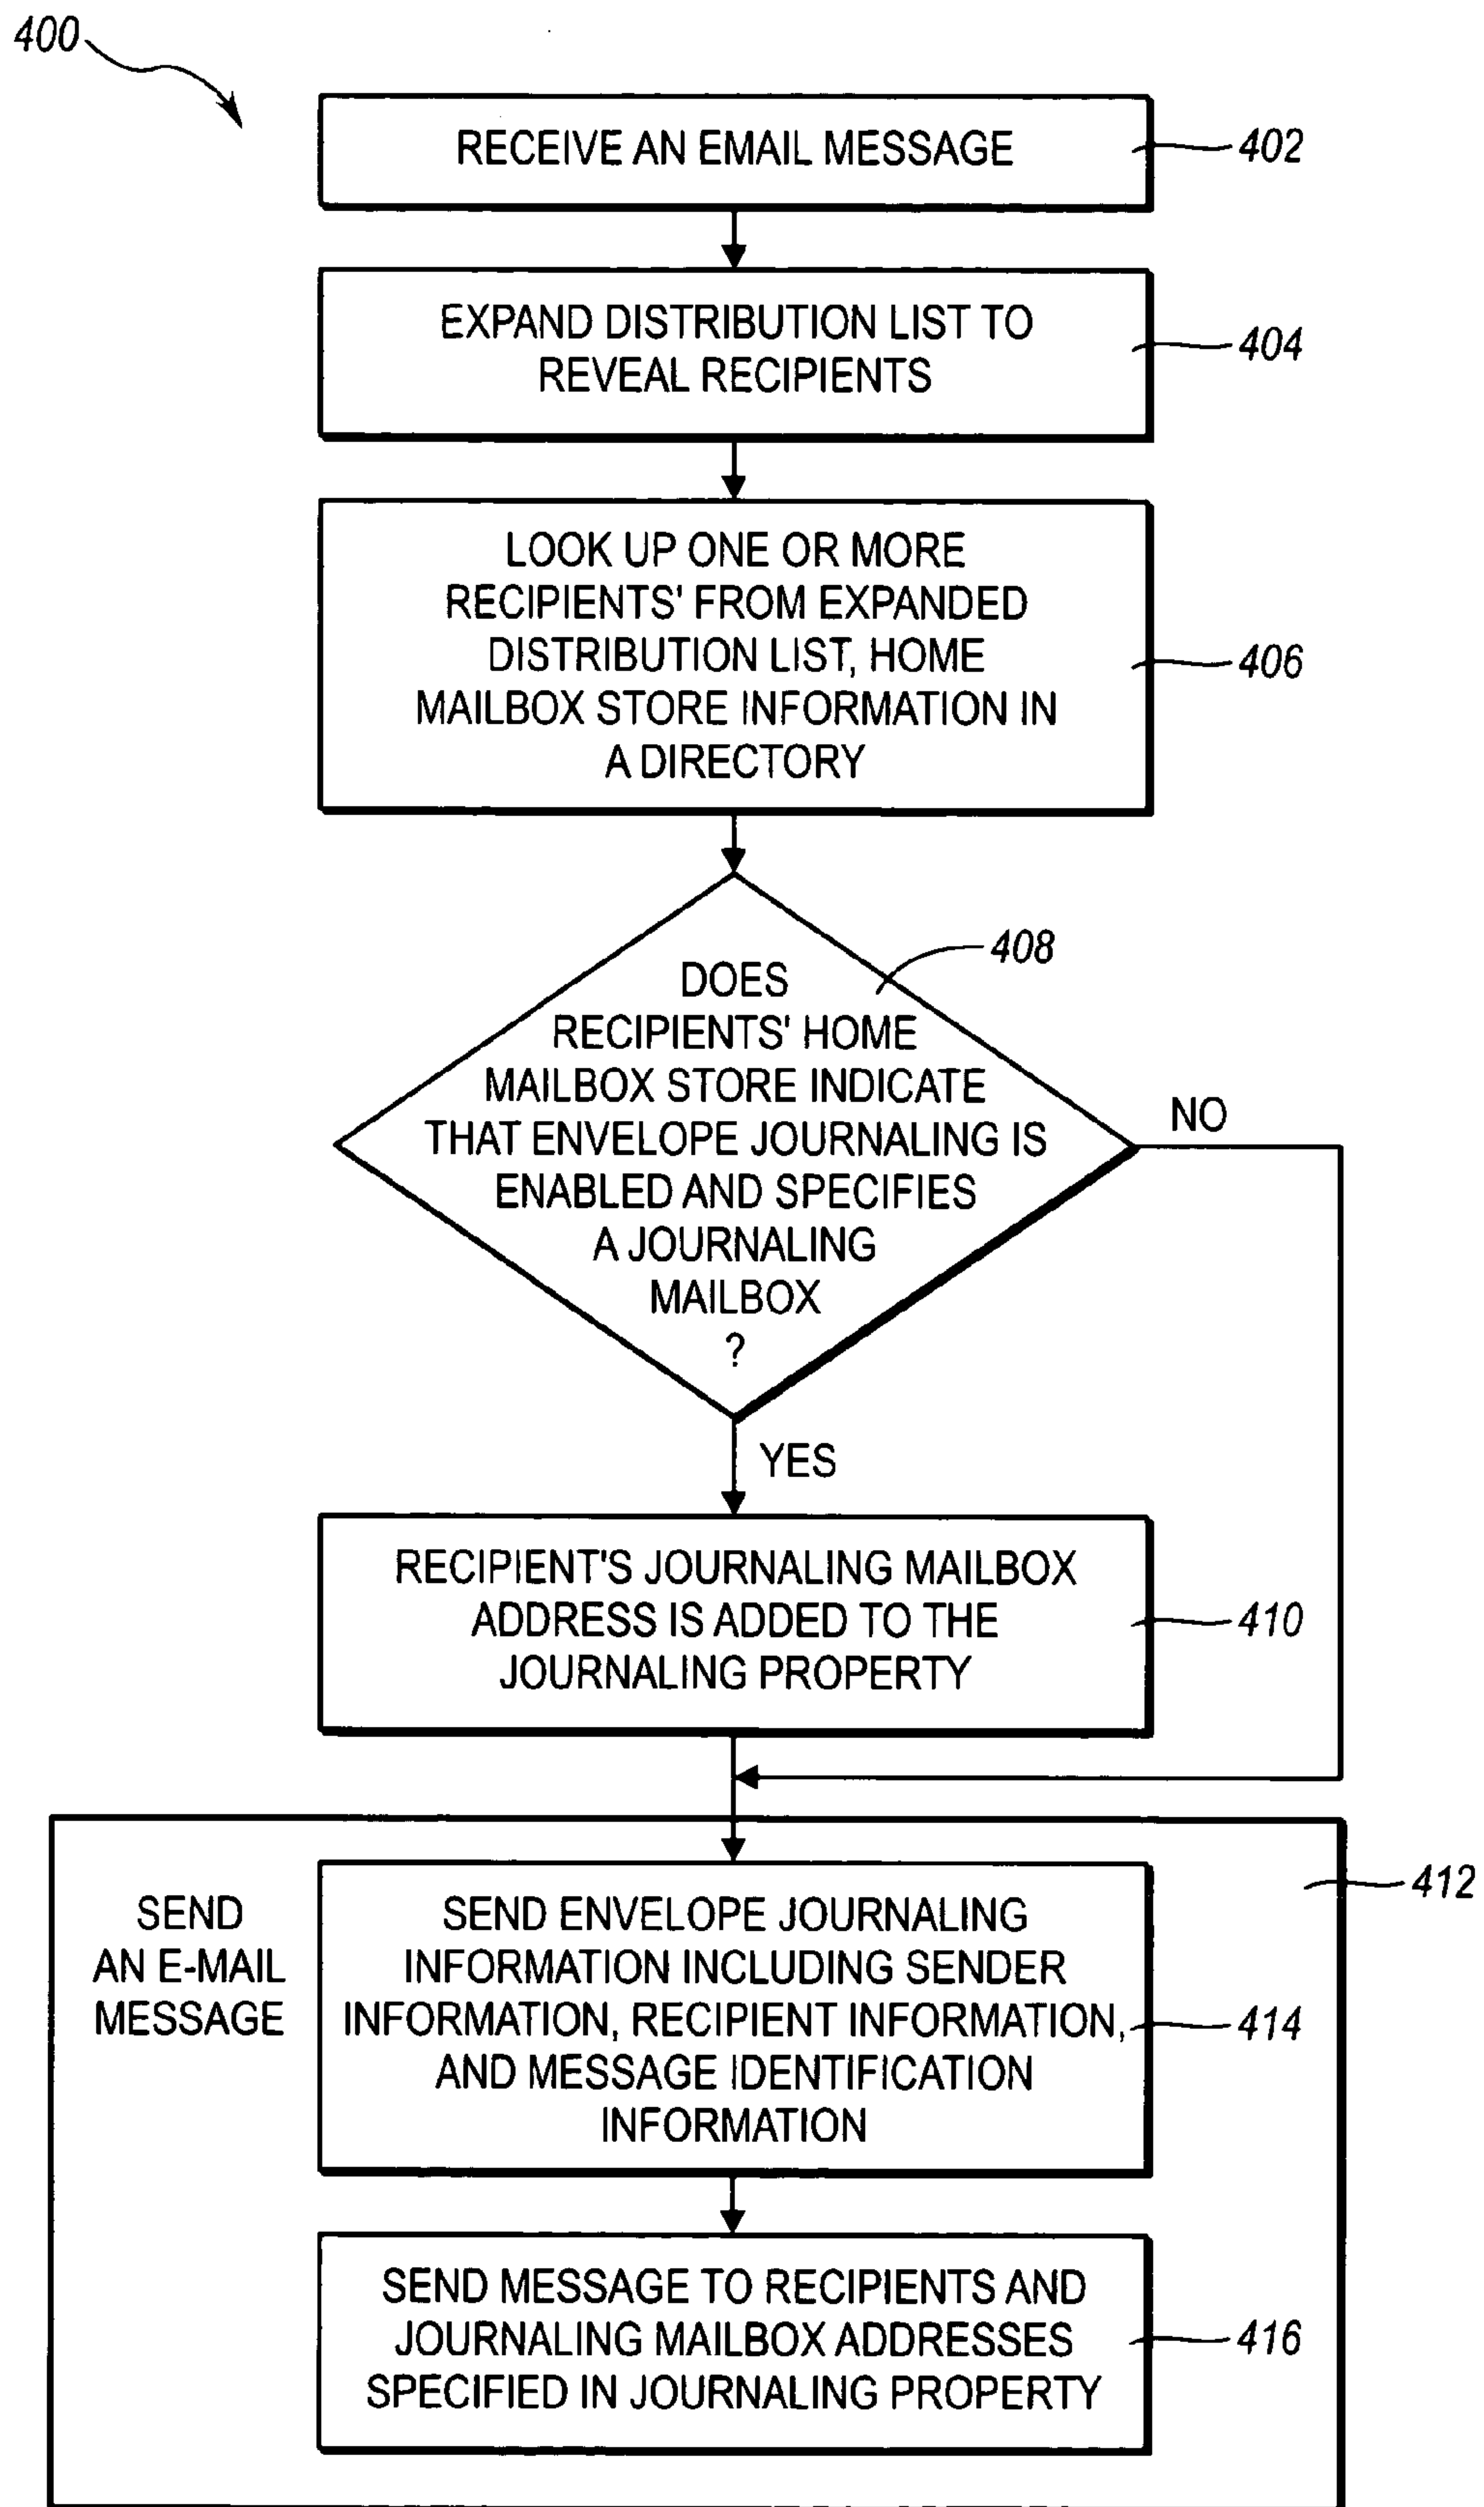 400
RECEIVE AN EMAIL MESSAGE
402
EXPAND DISTRIBUTION LIST TO
REVEAL RECIPIENTS
404
LOOK UP ONE OR MORE
RECIPIENTS' FROM EXPANDED
DISTRIBUTION LIST, HOME
MAILBOX STORE INFORMATION IN
A DIRECTORY
406
408
DOES
RECIPIENTS' HOME
MAILBOX STORE INDICATE
THAT ENVELOPE JOURNALING IS
ENABLED AND SPECIFIES
A JOURNALING
MAILBOX
?
NO
YES
RECIPIENT'S JOURNALING MAILBOX
ADDRESS IS ADDED TO THE
JOURNALING PROPERTY
410
412
SEND
AN E-MAIL
MESSAGE
SEND ENVELOPE JOURNALING
INFORMATION INCLUDING SENDER
INFORMATION, RECIPIENT INFORMATION,
AND MESSAGE IDENTIFICATION
INFORMATION
414
SEND MESSAGE TO RECIPIENTS AND
JOURNALING MAILBOX ADDRESSES
SPECIFIED IN JOURNALING PROPERTY
416